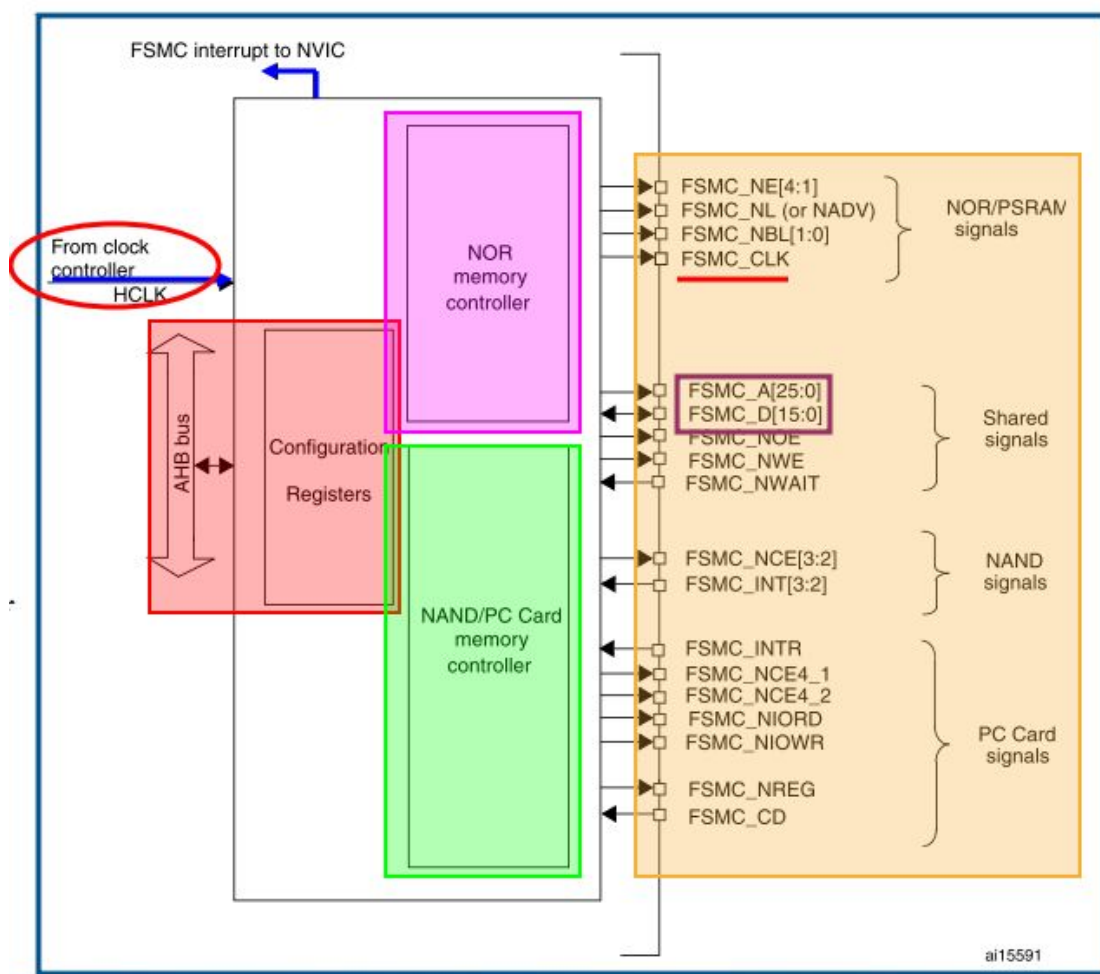 FSMC interrupt to NVIC
From clock
controller
HCLK
AHB bus
Configuration
Registers
NOR
memory
controller
NAND/PC Card
memory
controller
FSMC_NE[4:1]
FSMC_NL (or NADV)
FSMC_NBL[1:0]
FSMC_CLK
NOR/PSRAM
signals
FSMC_A[25:0]
FSMC_D[15:0]
FSMC_NOE
FSMC_NWE
FSMC_NWAIT
Shared
signals
FSMC_NCE[3:2]
FSMC_INT[3:2]
NAND
signals
FSMC_INTR
FSMC_NCE4_1
FSMC_NCE4_2
FSMC_NIORD
FSMC_NIOWR
FSMC_NREG
FSMC_CD
PC Card
signals
ai15591